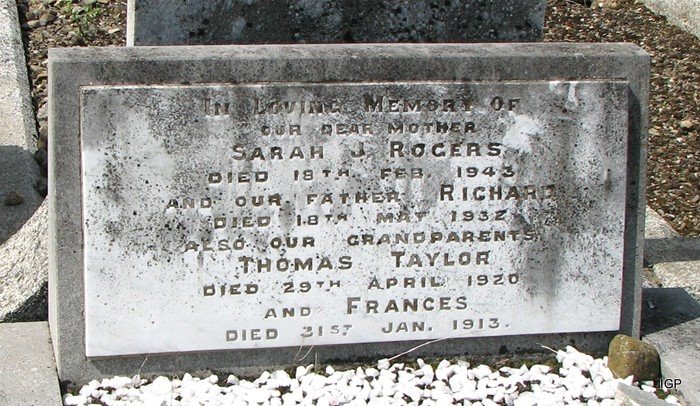 In Loving Memory Of
our dear mother
Sarah J. Rogers
died 18th Feb. 1943
and our father Richard
died 18th May 1932
also our grandparents
Thomas Taylor
died 29th April 1920
and Frances
died 31st Jan. 1913.
IGP